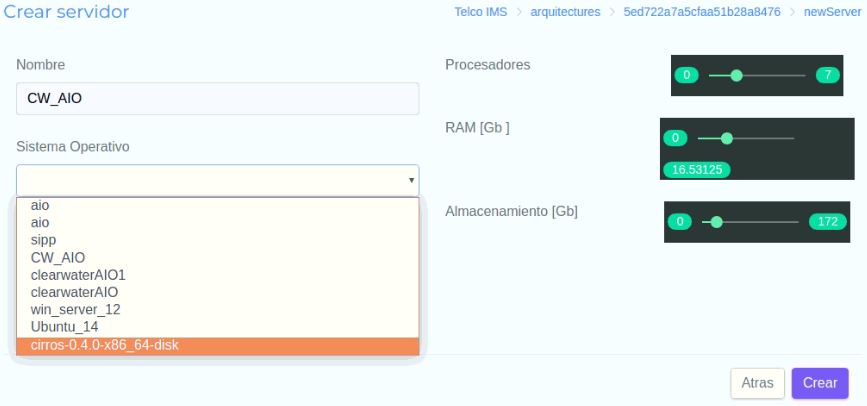 Crear servidor
Telco IMS > arquitectures > 5ed722a7a5cfaa51b28a8476 > newServer
Nombre
CW_AIO
Sistema Operativo
aio
aio
sipp
CW_AIO
clearwaterAIO1
clearwaterAIO
win_server_12
Ubuntu_14
cirros-0.4.0-x86_64-disk
Procesadores
0 7
RAM [Gb ]
0
16.53125
Almacenamiento [Gb]
0 172
Atras
Crear